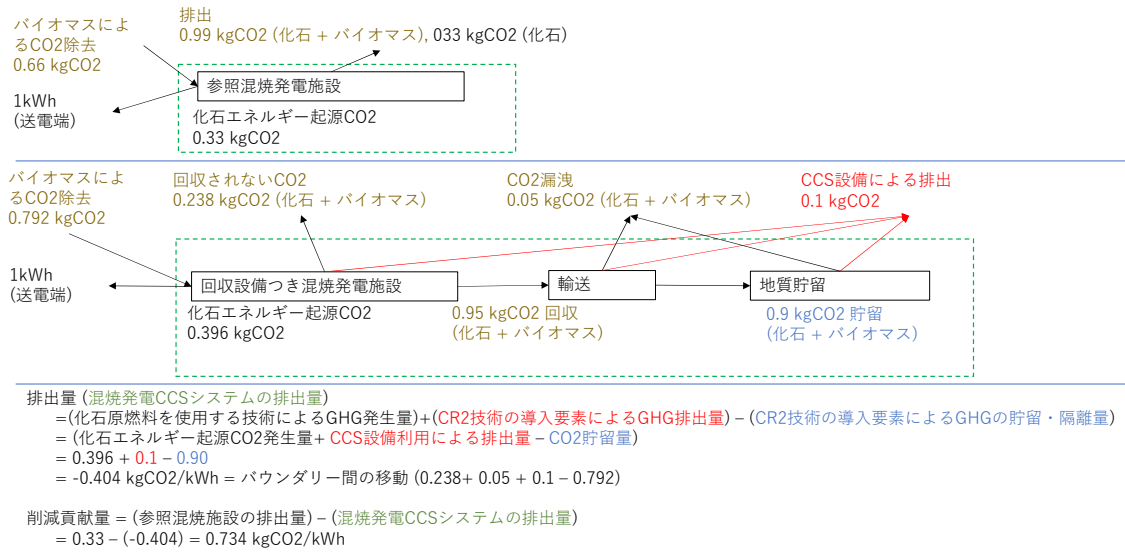 バイオマスによ
るCO2除去
0.66 kgCO2
排出
0.99 kgCO2 (化石 + バイオマス), 033 kgCO2 (化石)
参照混焼発電施設
1kWh
(送電端)
化石エネルギー起源CO2
0.33 kgCO2
バイオマスによ
るCO2除去
0.792 kgCO2
回収されないCO2
0.238 kgCO2 (化石 + バイオマス)
CO2漏洩
0.05 kgCO2 (化石 + バイオマス)
CCS設備による排出
0.1 kgCO2
1kWh
(送電端)
回収設備つき混焼発電施設
輸送
地質貯留
化石エネルギー起源CO2
0.396 kgCO2
0.95 kgCO2 回収
(化石 + バイオマス)
0.9 kgCO2 貯留
(化石 + バイオマス)
排出量 (混焼発電CCSシステムの排出量)
=(化石原燃料を使用する技術によるGHG発生量)+(CR2技術の導入要素によるGHG排出量) – (CR2技術の導入要素によるGHGの貯留・隔離量)
= (化石エネルギー起源CO2発生量+ CCS設備利用による排出量 – CO2貯留量)
= 0.396 + 0.1 – 0.90
= -0.404 kgCO2/kWh = バウンダリー間の移動 (0.238+ 0.05 + 0.1 – 0.792)
削減貢献量 = (参照混焼施設の排出量) – (混焼発電CCSシステムの排出量)
= 0.33 – (-0.404) = 0.734 kgCO2/kWh